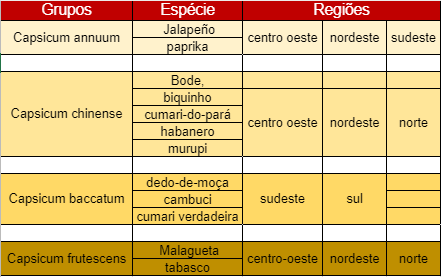 Grupos Espécie Regiões
Capsicum annuum Jalapeño centro oeste nordeste sudeste
paprika
Capsicum chinense Bode,
biquinho centro oeste nordeste norte
cumari-do-pará
habanero
murupi
Capsicum baccatum dedo-de-moça sudeste sul
cambuci
cumari verdadeira
Capsicum frutescens Malagueta centro-oeste nordeste norte
tabasco